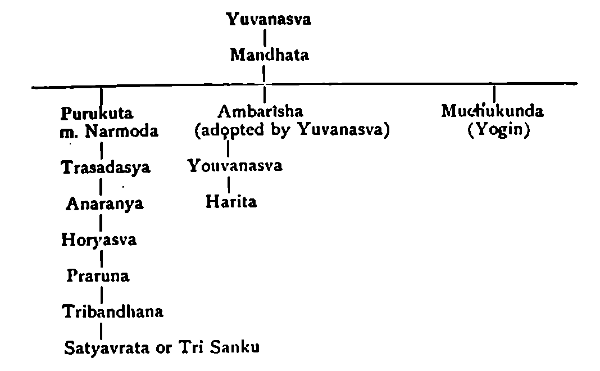 Yuvanasva
Mandhata
Purukuta
m. Narmoda
Trasadasya
Anaranya
Horyasva
Praruna
Tribandhana
Satyavrata or Tri Sanku
Ambarisha
(adopted by Yuvanasva)
Youvanasva
Harita
Muchukunda
(Yogin)